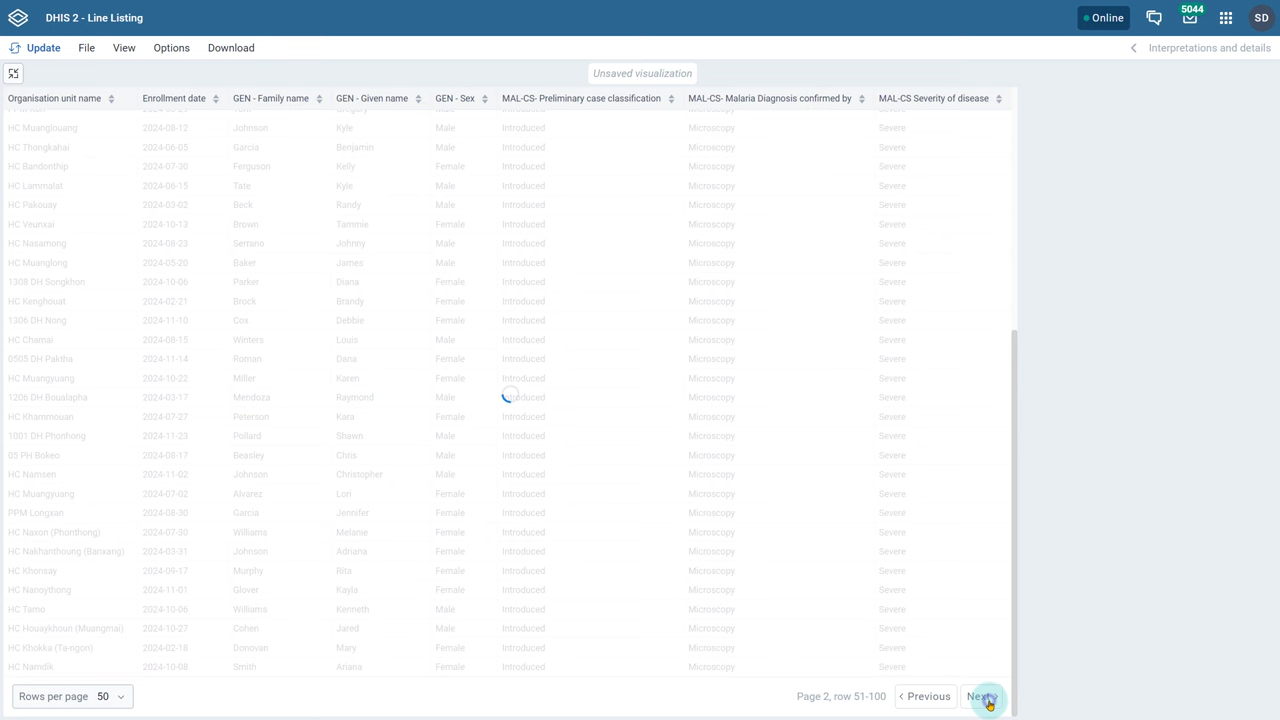 DHIS 2 - Line Listing
Online
5044
SD
Update File View Options Download
Interpretations and details
Unsaved visualization
Organisation unit name Enrollment date GEN - Family name GEN - Given name GEN - Sex MAL-CS- Preliminary case classification MAL-CS- Malaria Diagnosis confirmed by MAL-CS Severity of disease
HC Muanglouang 2024-08-12 Johnson Kyle Male Introduced Microscopy Severe
HC Thongkahai 2024-06-05 Garcia Benjamin Male Introduced Microscopy Severe
HC Bandonthip 2024-07-30 Ferguson Kelly Female Introduced Microscopy Severe
HC Lammalat 2024-06-15 Tate Kyle Male Introduced Microscopy Severe
HC Pakouay 2024-03-02 Beck Randy Male Introduced Microscopy Severe
HC Veunxai 2024-10-13 Brown Tammie Female Introduced Microscopy Severe
HC Nasamong 2024-08-23 Serrano Johnny Male Introduced Microscopy Severe
HC Muanglong 2024-05-20 Baker James Male Introduced Microscopy Severe
1308 DH Songkhon 2024-10-06 Parker Diana Female Introduced Microscopy Severe
HC Kenghouat 2024-02-21 Brock Brandy Female Introduced Microscopy Severe
1306 DH Nong 2024-11-10 Cox Debbie Female Introduced Microscopy Severe
HC Chamai 2024-09-15 Winters Louis Male Introduced Microscopy Severe
0505 DH Paktha 2024-11-14 Roman Dana Female Introduced Microscopy Severe
HC Muangyuang 2024-10-22 Miller Karen Female Introduced Microscopy Severe
1206 DH Boualapha 2024-03-17 Mendoza Raymond Male Microscopy Severe
HC Khammouan 2024-07-27 Peterson Kara Female Introduced Microscopy Severe
1001 DH Phonhong 2024-11-23 Pollard Shawn Male Introduced Microscopy Severe
05 PH Bokeo 2024-08-17 Beasley Chris Male Introduced Microscopy Severe
HC Namsen 2024-11-02 Johnson Christopher Male Introduced Microscopy Severe
HC Muangyuang 2024-07-02 Alvarez Lori Female Introduced Microscopy Severe
PPM Longxan 2024-08-30 Garcia Jennifer Female Introduced Microscopy Severe
HC Naxon (Phonthong) 2024-07-30 Williams Melanie Female Introduced Microscopy Severe
HC Nakhanthoung (Banxang) 2024-03-31 Johnson Adriana Female Introduced Microscopy Severe
HC Khonsay 2024-09-17 Murphy Rita Female Introduced Microscopy Severe
HC Nanoythong 2024-11-01 Glover Kayla Female Introduced Microscopy Severe
HC Tamo 2024-10-06 Williams Kenneth Male Introduced Microscopy Severe
HC Houaykhoun (Muangmai) 2024-10-27 Cohen Jared Male Introduced Microscopy Severe
HC Khokka (Ta-ngon) 2024-02-18 Donovan Mary Female Introduced Microscopy Severe
HC Namdik 2024-10-08 Smith Ariana Female Introduced Microscopy Severe
Rows per page 50
Page 2, row 51-100
Previous
Next